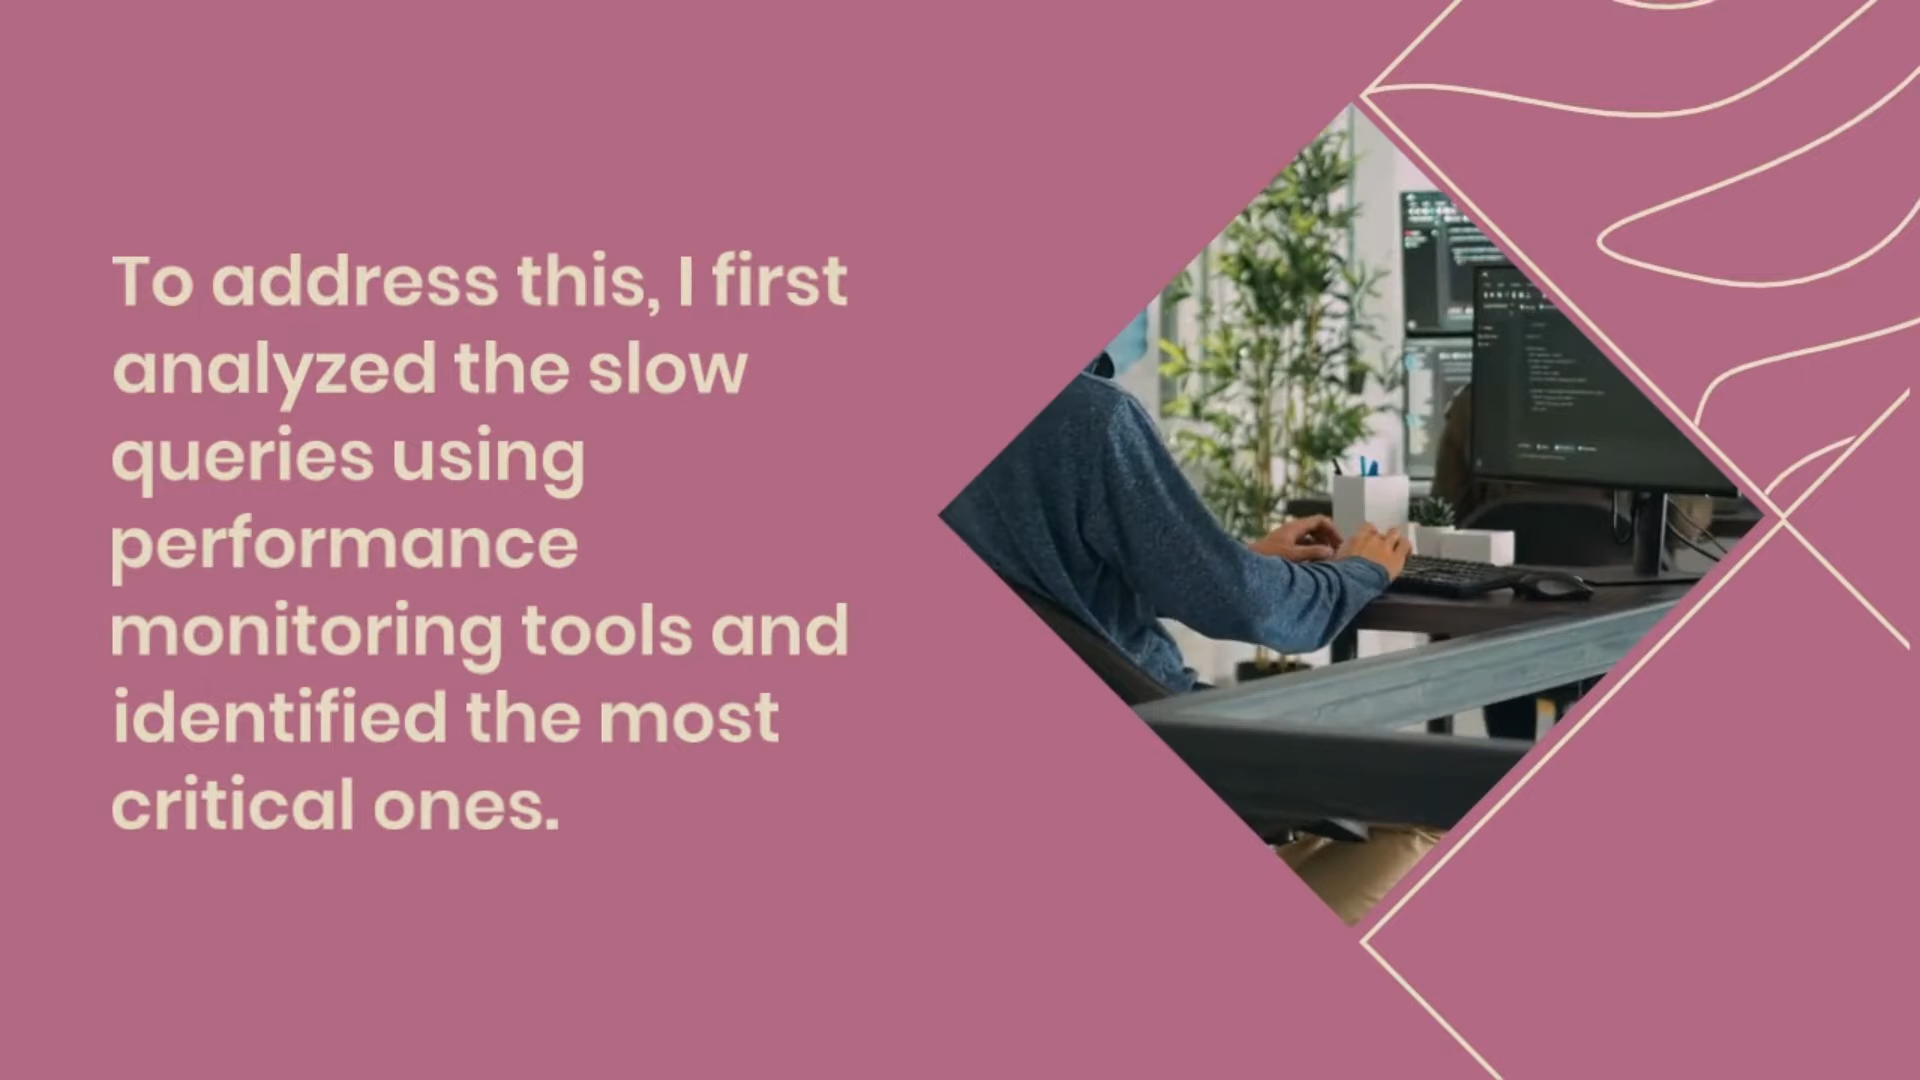 To address this, I first
analyzed the slow
queries using
performance
monitoring tools and
identified the most
critical ones.